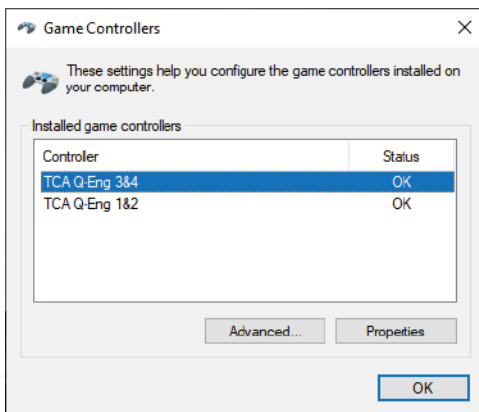 Game Controllers
These settings help you configure the game controllers installed on
your computer.
Installed game controllers
Controller Status
TCA Q-Eng 3&4 OK
TCA Q-Eng 1&2 OK
Advanced... Properties
OK